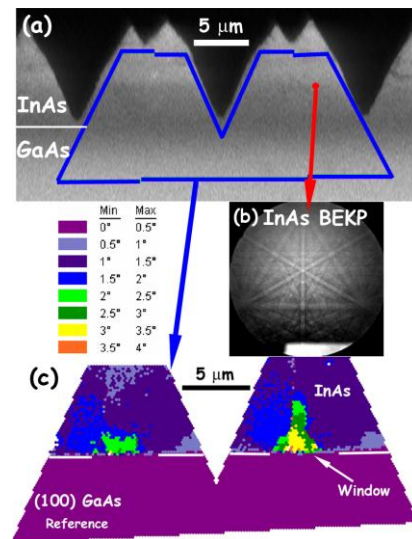 (a)
5 μm
InAs
GaAs
(b) InAs BEKP
Min Max
0° 0.5°
0.5° 1°
1° 1.5°
1.5° 2°
2° 2.5°
2.5° 3°
3° 3.5°
3.5° 4°
(c)
5 μm
InAs
(100) GaAs
Reference
Window